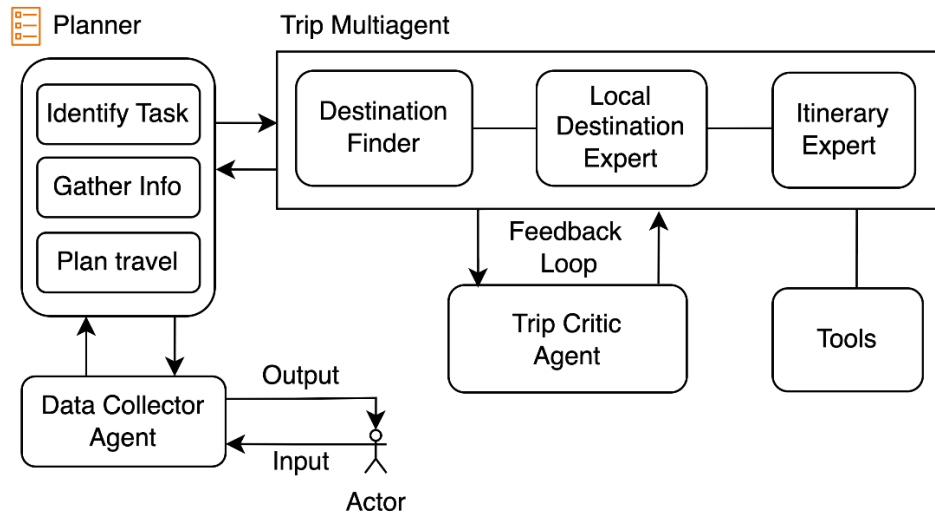 Planner
Trip Multiagent
Identify Task
Gather Info
Plan travel
Destination
Finder
Local
Destination
Expert
Itinerary
Expert
Feedback
Loop
Trip Critic
Agent
Tools
Data Collector
Agent
Output
Input
Actor